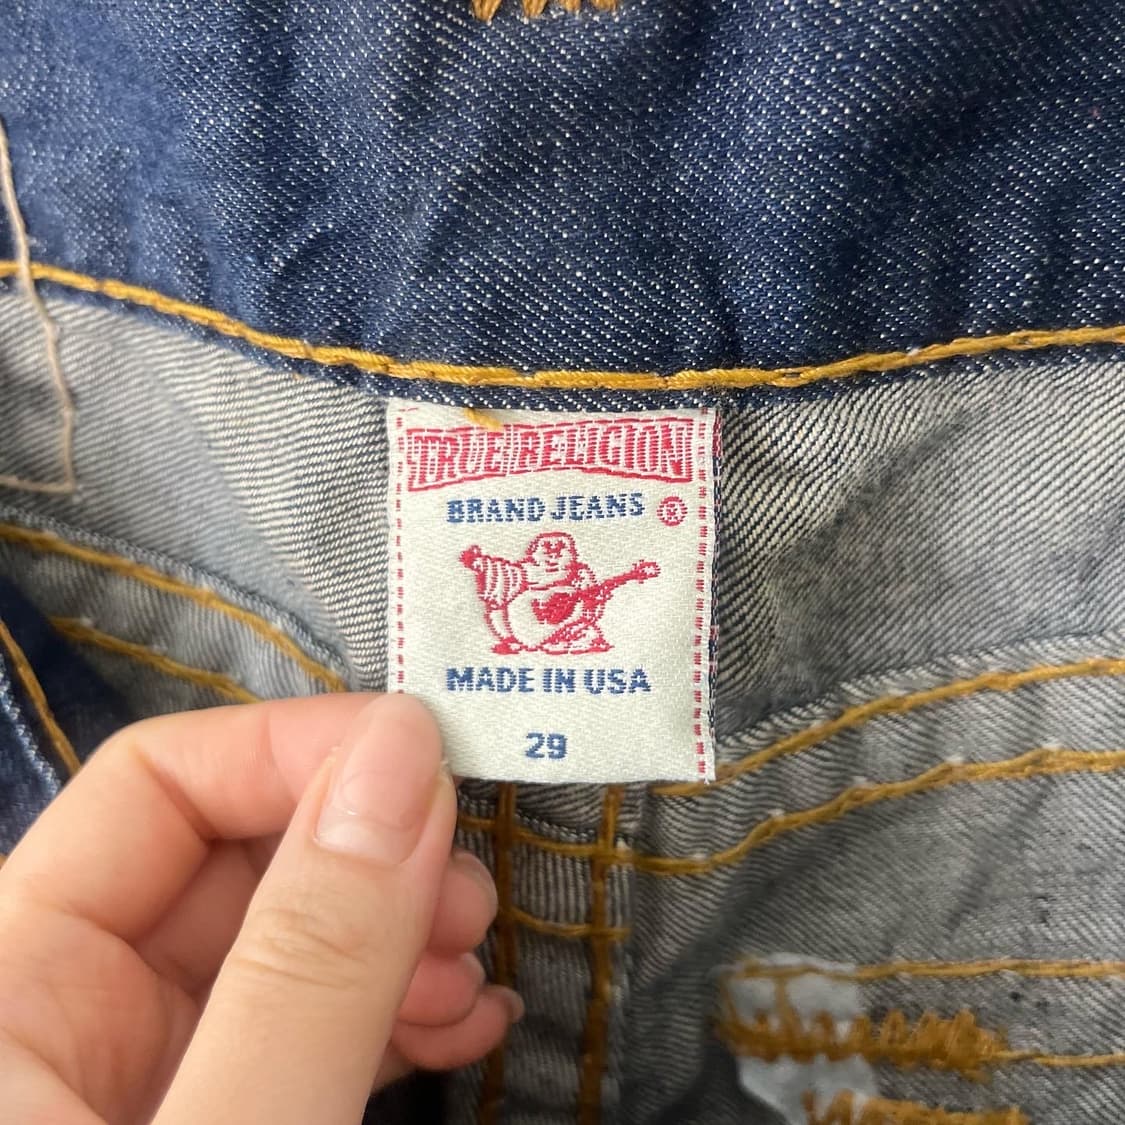 TRUE RELIGION
BRAND JEANS ®
MADE IN USA
29